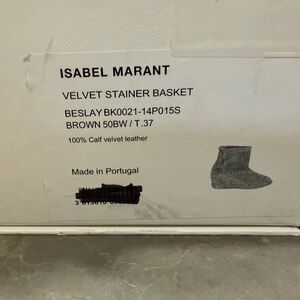 ISABEL MARANT
VELVET STAINER BASKET
BESLAY BK0021-14P015S
BROWN 50BW / T.37
100% Calf velvet leather
Made in Portugal